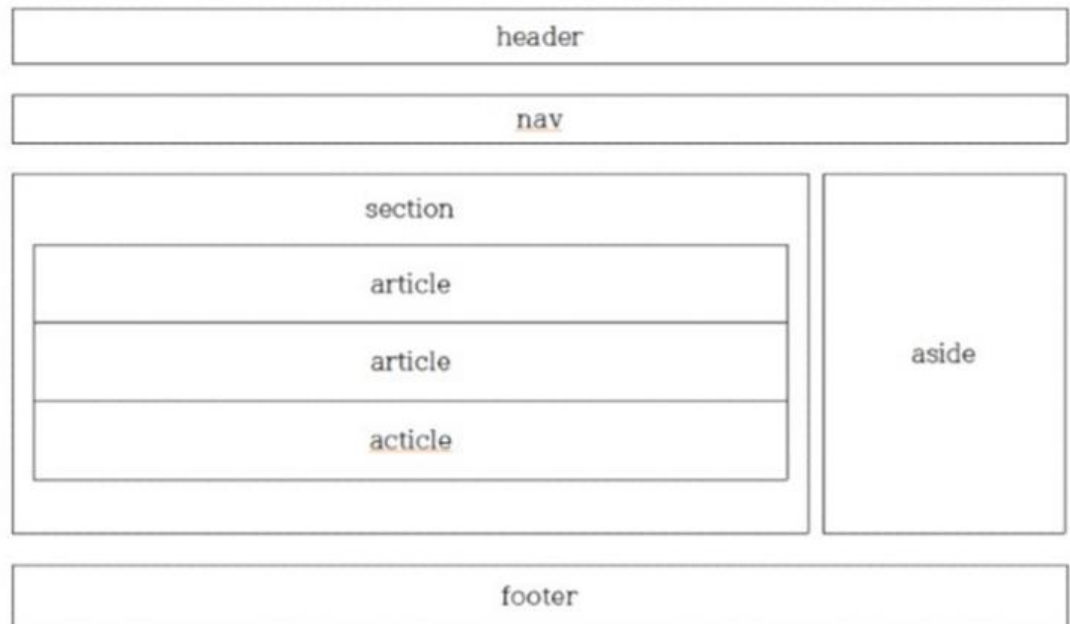 header
nav
section
article
article
acticle
aside
footer